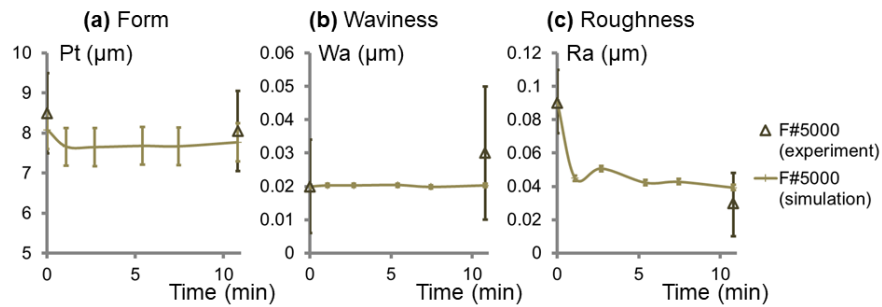 (a) Form
Pt (μm)
10
9
8
7
6
5
0
5
10
Time (min)
(b) Waviness
Wa (μm)
0.06
0.05
0.04
0.03
0.02
0.01
0
0
5
10
Time (min)
(c) Roughness
Ra (μm)
0.12
0.1
0.08
0.06
0.04
0.02
0
0
5
10
Time (min)
F#5000
(experiment)
F#5000
(simulation)